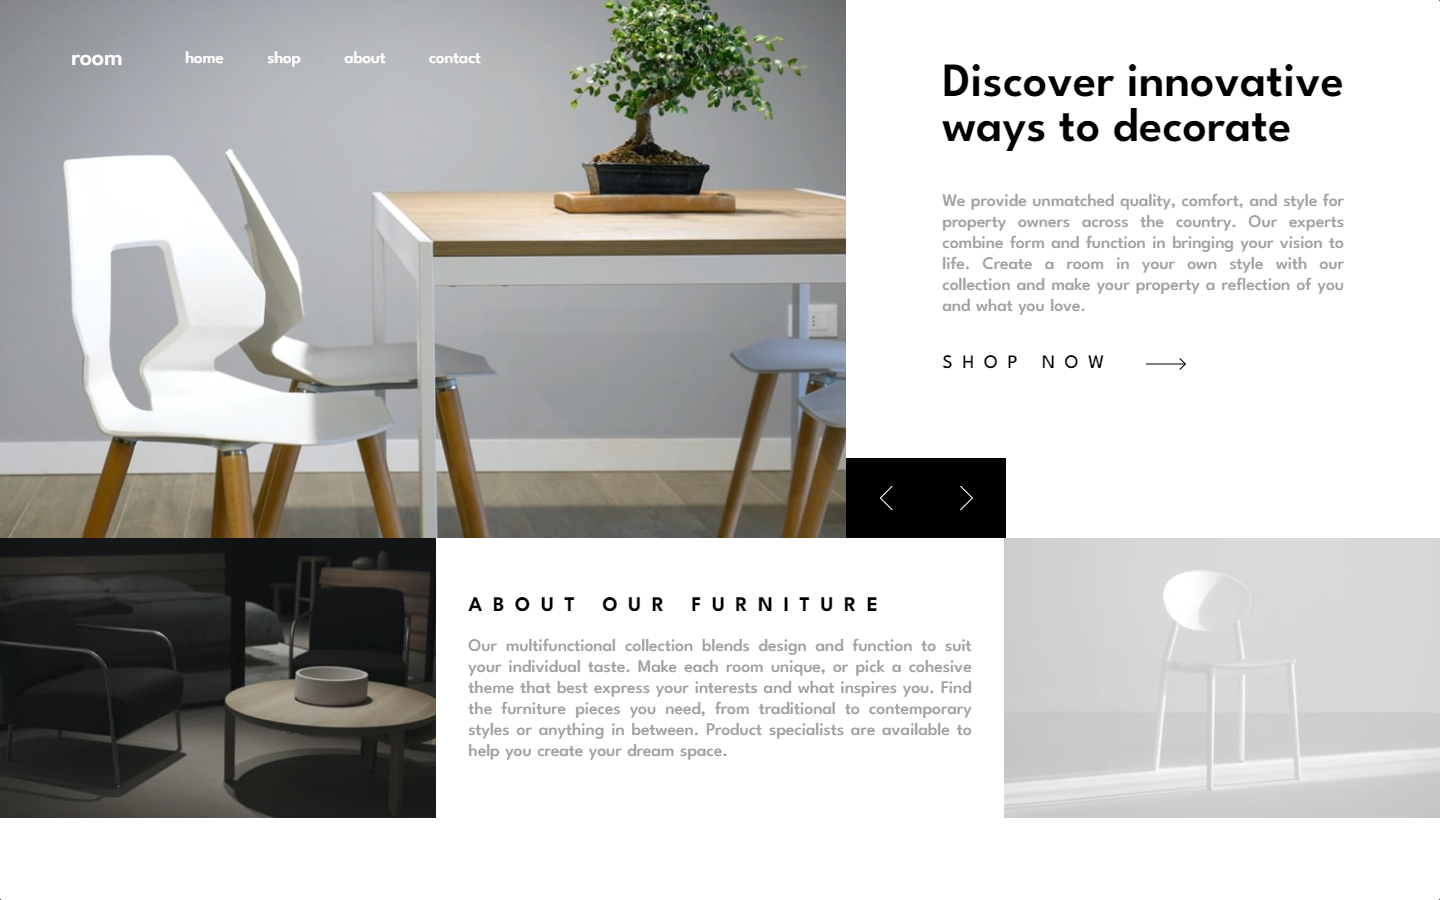 room home shop about contact
Discover innovative
ways to decorate
We provide unmatched quality, comfort, and style for
property owners across the country. Our experts
combine form and function in bringing your vision to
life. Create a room in your own style with our
collection and make your property a reflection of you
and what you love.
SHOP NOW
ABOUT OUR FURNITURE
Our multifunctional collection blends design and function to suit
your individual taste. Make each room unique, or pick a cohesive
theme that best express your interests and what inspires you. Find
the furniture pieces you need, from traditional to contemporary
styles or anything in between. Product specialists are available to
help you create your dream space.